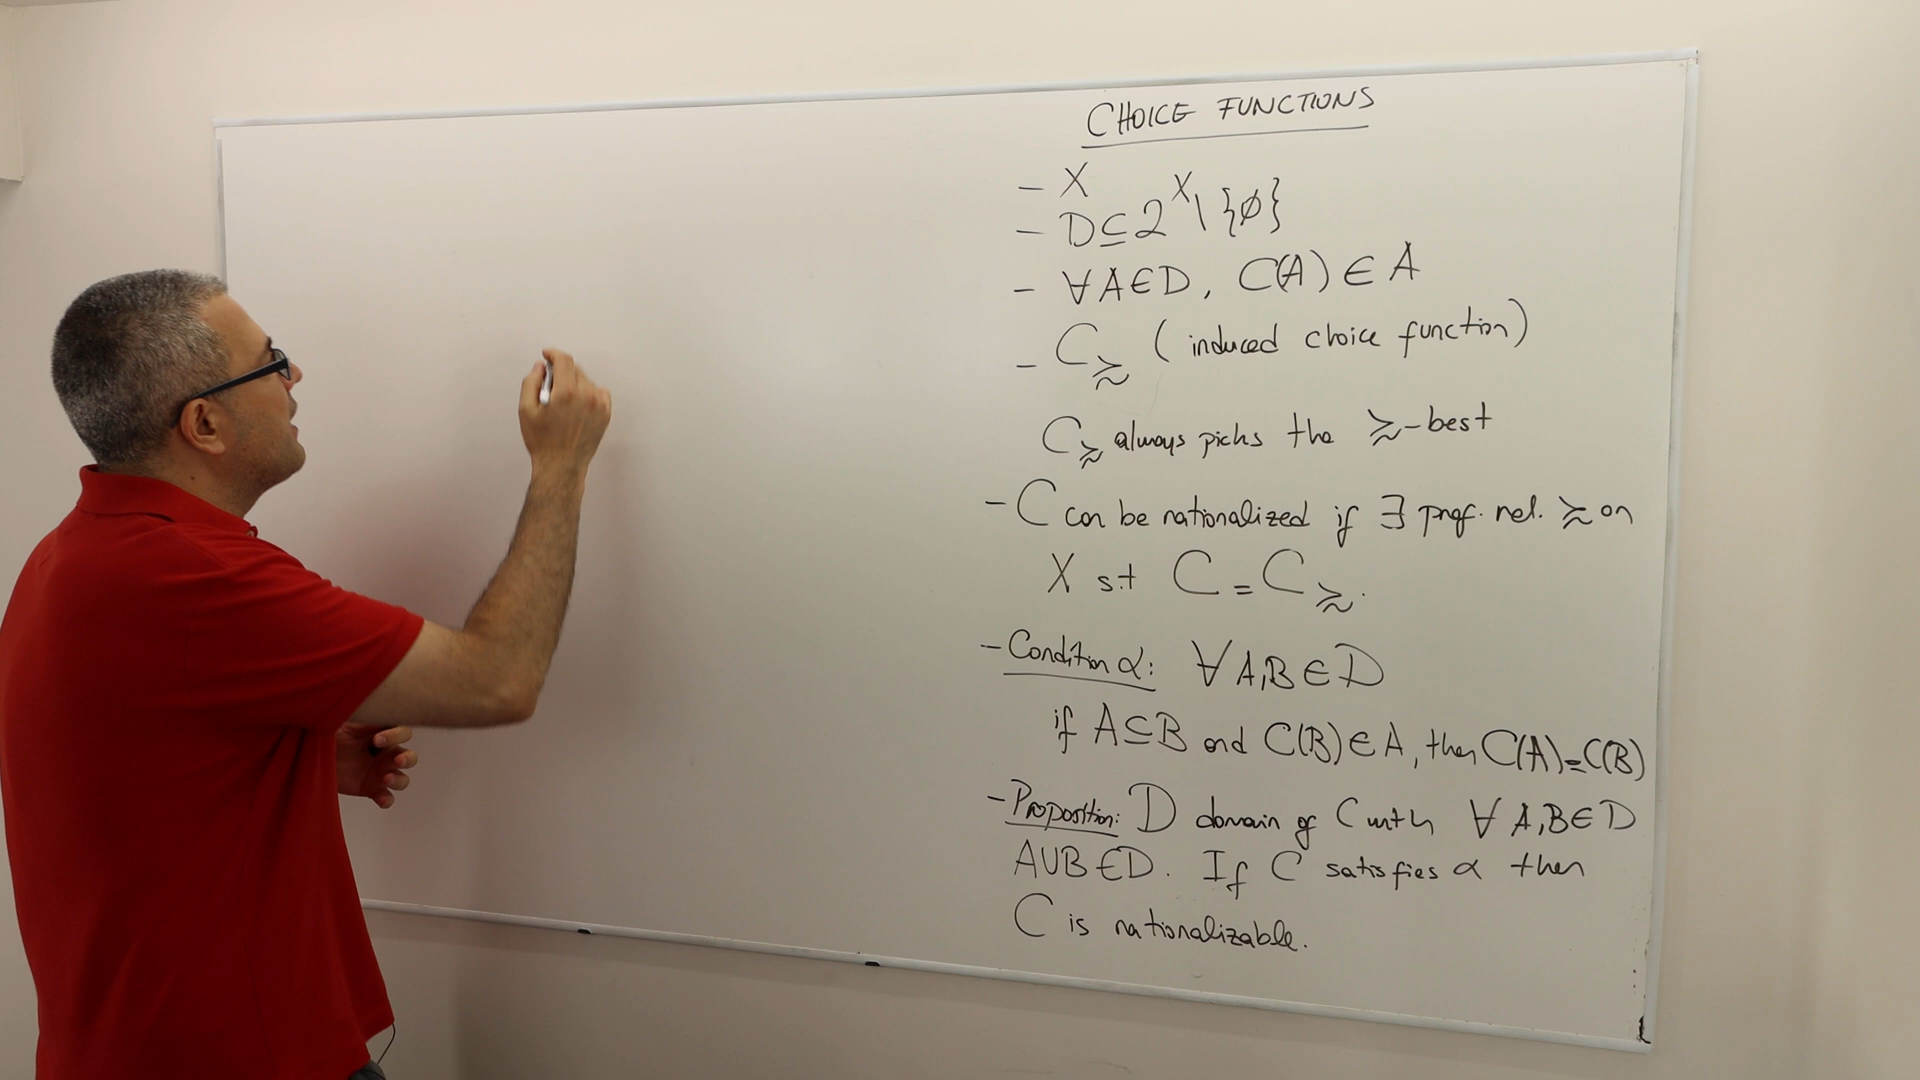 CHOICE FUNCTIONS
- X
- D ⊆ 2^X \ {∅}
- ∀A∈D, C(A) ∈ A
- C≿ (induced choice function)
C≿ always picks the ≿-best
- C can be rationalized if ∃ pref. rel. ≿ on
X s.t C = C≿.
- Condition α: ∀ A,B ∈ D
if A⊆B and C(B) ∈ A, then C(A)=C(B)
- Proposition: D domain of C with ∀ A,B∈D
A∪B∈D. If C satisfies α then
C is rationalizable.